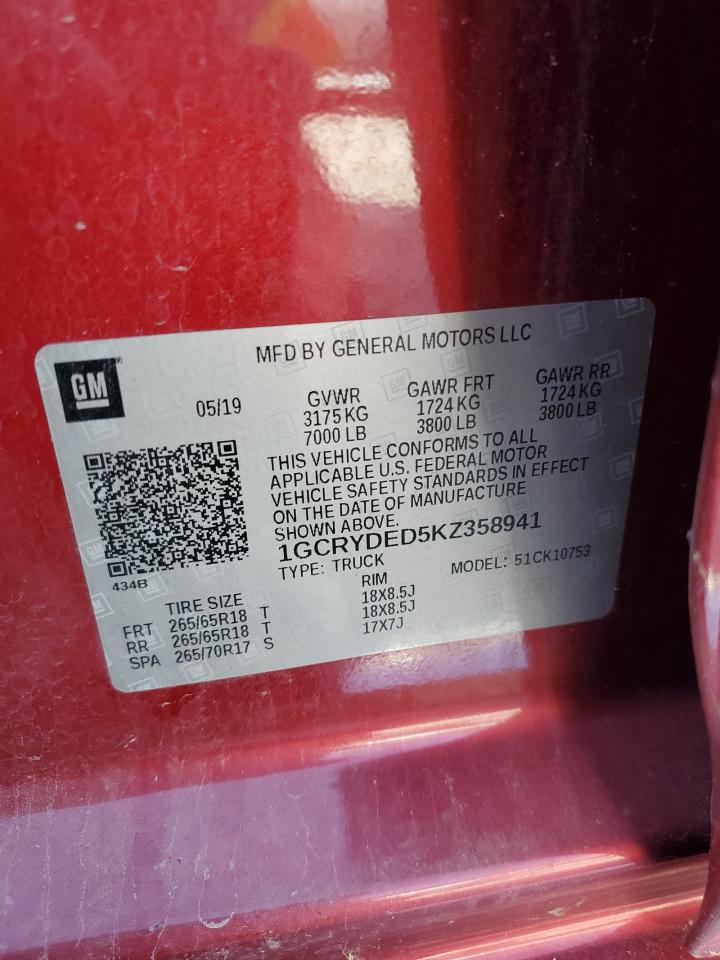 MFD BY GENERAL MOTORS LLC
GM
05/19
GVWR
3175 KG
7000 LB
GAWR FRT
1724 KG
3800 LB
GAWR RR
1724 KG
3800 LB
THIS VEHICLE CONFORMS TO ALL
APPLICABLE U.S. FEDERAL MOTOR
VEHICLE SAFETY STANDARDS IN EFFECT
ON THE DATE OF MANUFACTURE
SHOWN ABOVE.
1GCRYDED5KZ358941
434B
TYPE: TRUCK MODEL: 51CK10753
TIRE SIZE RIM
FRT 265/65R18 T 18X8.5J
RR 265/65R18 T 18X8.5J
SPA 265/70R17 S 17X7J